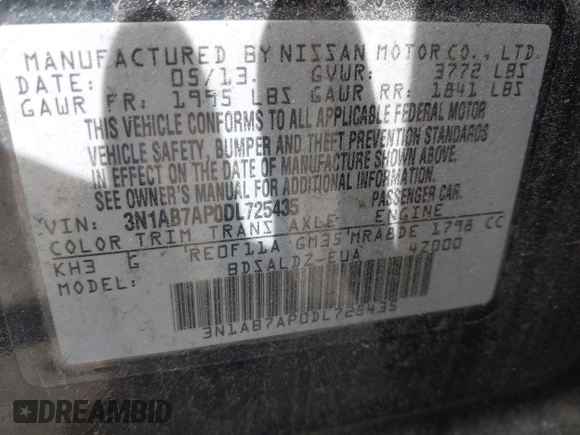 MANUFACTURED BY NISSAN MOTOR CO., LTD.
DATE: 05/13. GVWR: 3772 LBS
GAWR FR: 1995 LBS GAWR RR: 1841 LBS
THIS VEHICLE CONFORMS TO ALL APPLICABLE FEDERAL MOTOR
VEHICLE SAFETY, BUMPER AND THEFT PREVENTION STANDARDS
IN EFFECT ON THE DATE OF MANUFACTURE SHOWN ABOVE.
SEE OWNER'S MANUAL FOR ADDITIONAL INFORMATION.
VIN: 3N1AB7AP0DL725435 PASSENGER CAR.
COLOR TRIM TRANS AXLE ENGINE
KH3 G RE0F11A GM35 MRA8DE 1798 CC
MODEL: BDSALDZ-EUA 42000
3N1AB7AP0DL725435
DREAMBID